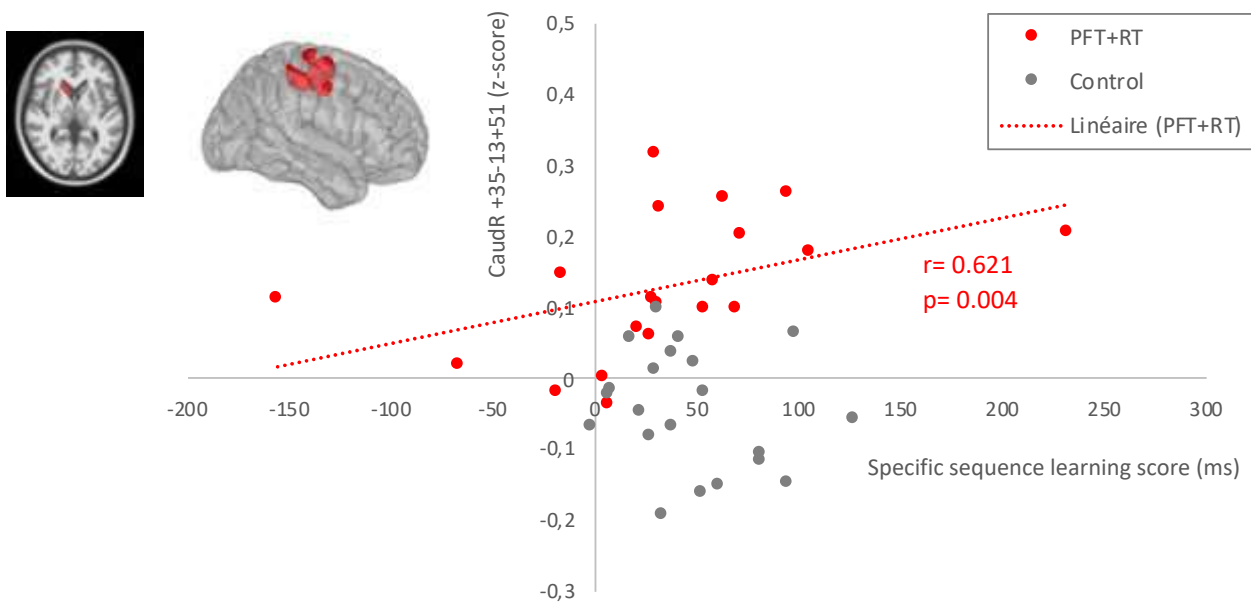 0,5
0,4
0,3
0,2
0,1
0
-0,1
-0,2
-0,3
-200
-150
-100
-50
0
50
100
150
200
250
300
CaudR +35-13+51 (z-score)
Specific sequence learning score (ms)
PFT+RT
Control
Linéaire (PFT+RT)
r= 0.621
p= 0.004